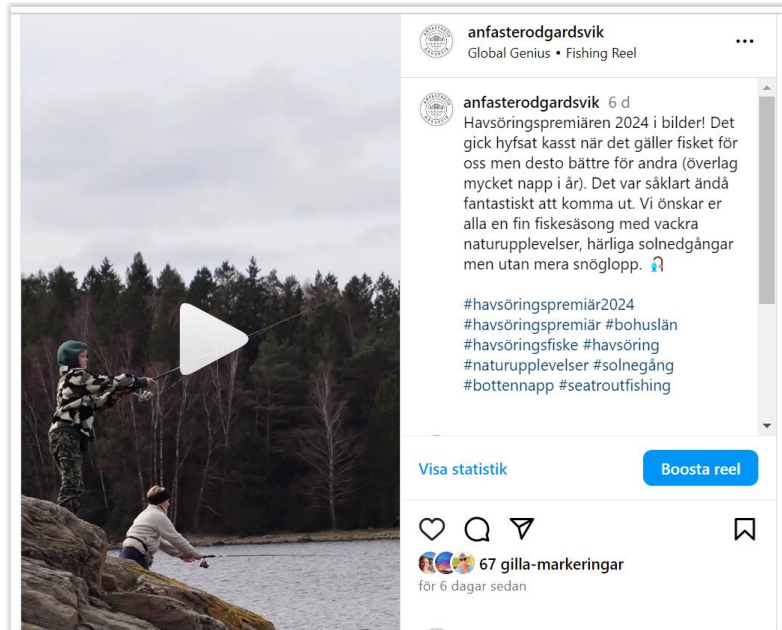 anfasterodgardsvik
Global Genius • Fishing Reel
anfasterodgardsvik 6 d
Havsöringspremiären 2024 i bilder! Det
gick hyfsat kasst när det gäller fisket för
oss men desto bättre för andra (överlag
mycket napp i år). Det var såklart ändå
fantastiskt att komma ut. Vi önskar er
alla en fin fiskesäsong med vackra
naturupplevelser, härliga solnedgångar
men utan mera snöglopp. 🎣
#havsöringspremiär2024
#havsöringspremiär #bohuslän
#havsöringsfiske #havsöring
#naturupplevelser #solnegång
#bottennapp #seatroutfishing
Visa statistik
Boosta reel
67 gilla-markeringar
för 6 dagar sedan